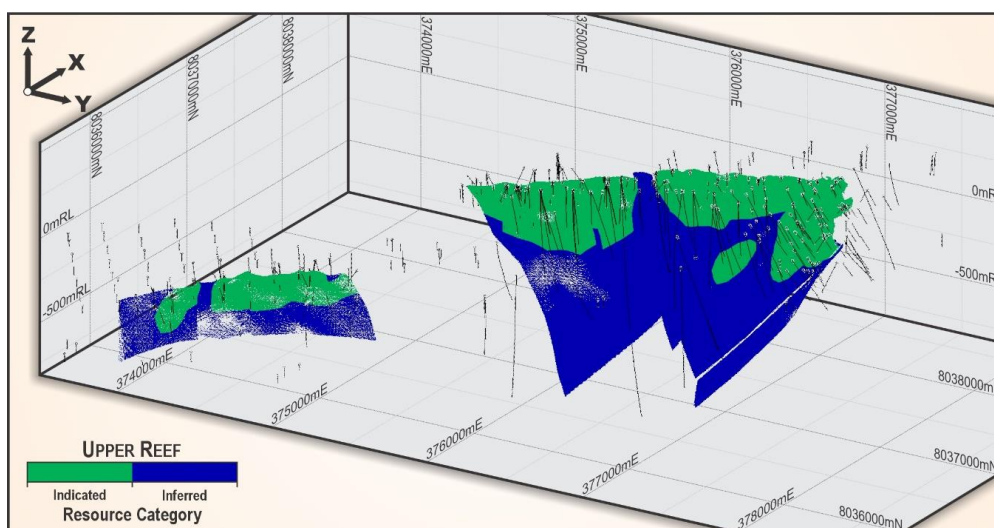 Z
X
Y
8036000mN
8037000mN
8038000mN
374000mE
375000mE
376000mE
377000mE
0mRL
-500mRL
0mR
-500mRL
374000mE
375000mE
376000mE
377000mE
378000mE
8038000mN
8037000mN
8036000mN
UPPER REEF
Indicated Inferred
Resource Category